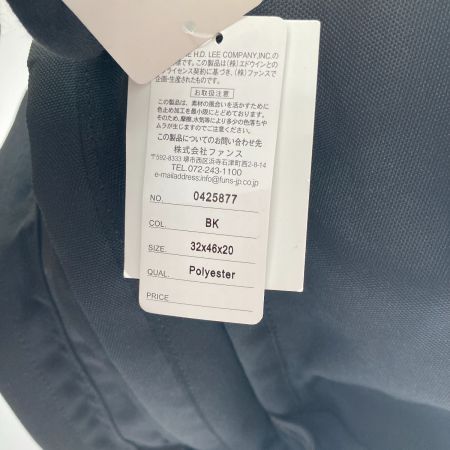 E H.D. LEE COMPANY,INC.の
この製品は(株)エドウインとの
ライセンス契約に基づき、(株)ファンスで
企画・生産されたものです。
お取扱注意
この製品は、素材の風合いを活かすために
色止め加工を最小限にとどめております。
そのため、摩擦、水気等により多少の色落ちや
ムラが生じますのでご注意ください。
この製品についてのお問い合わせ先
株式会社ファンス
〒592-8333 堺市西区浜寺石津町西2-8-14
TEL.072-243-1100
e-mailaddress.info@funs-jp.co.jp
NO. 0425877
COL. BK
SIZE. 32x46x20
QUAL. Polyester
PRICE.